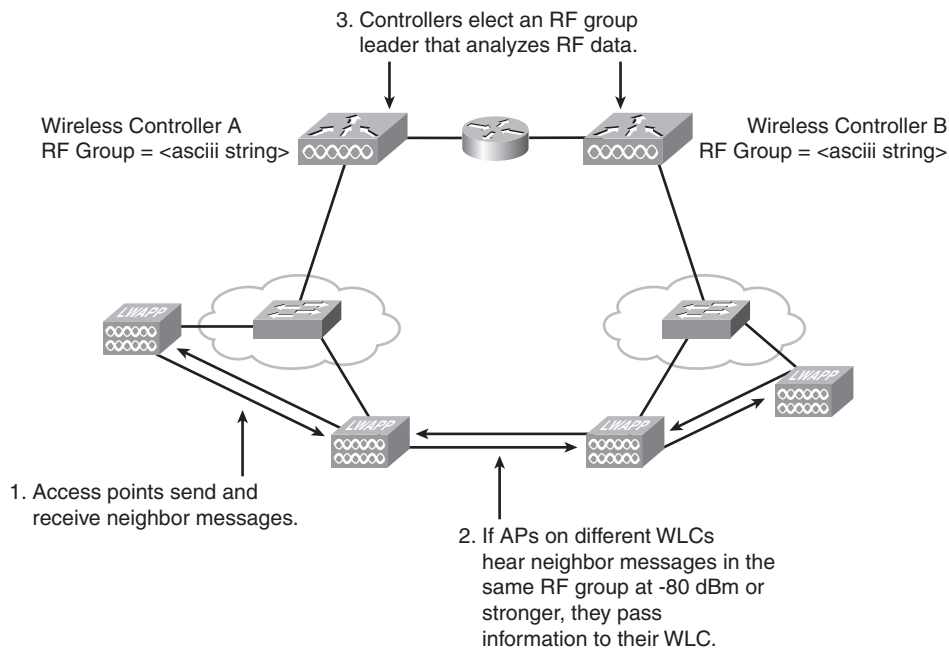 3. Controllers elect an RF group
leader that analyzes RF data.
Wireless Controller A
RF Group = <asciii string>
Wireless Controller B
RF Group = <asciii string>
LWAPP
LWAPP
LWAPP
LWAPP
1. Access points send and
receive neighbor messages.
2. If APs on different WLCs
hear neighbor messages in the
same RF group at -80 dBm or
stronger, they pass
information to their WLC.